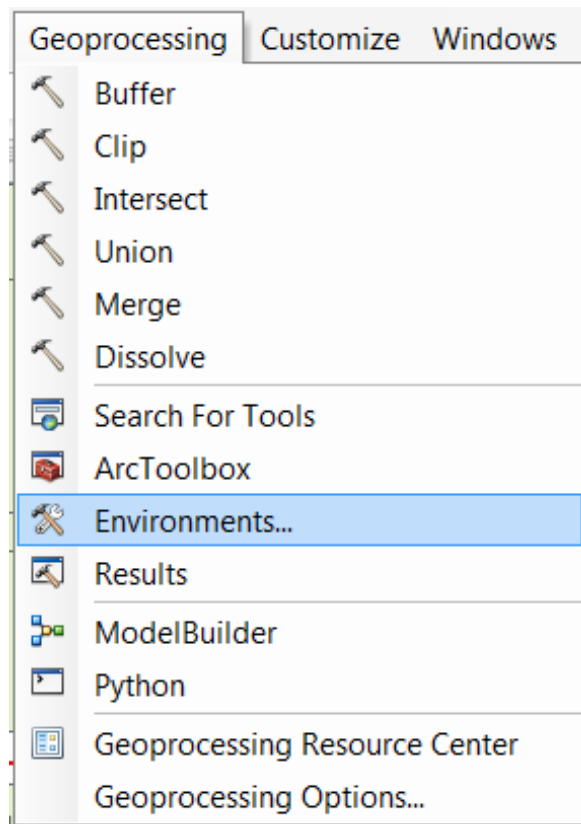 Geoprocessing Customize Windows
Buffer
Clip
Intersect
Union
Merge
Dissolve
Search For Tools
ArcToolbox
Environments...
Results
ModelBuilder
Python
Geoprocessing Resource Center
Geoprocessing Options...